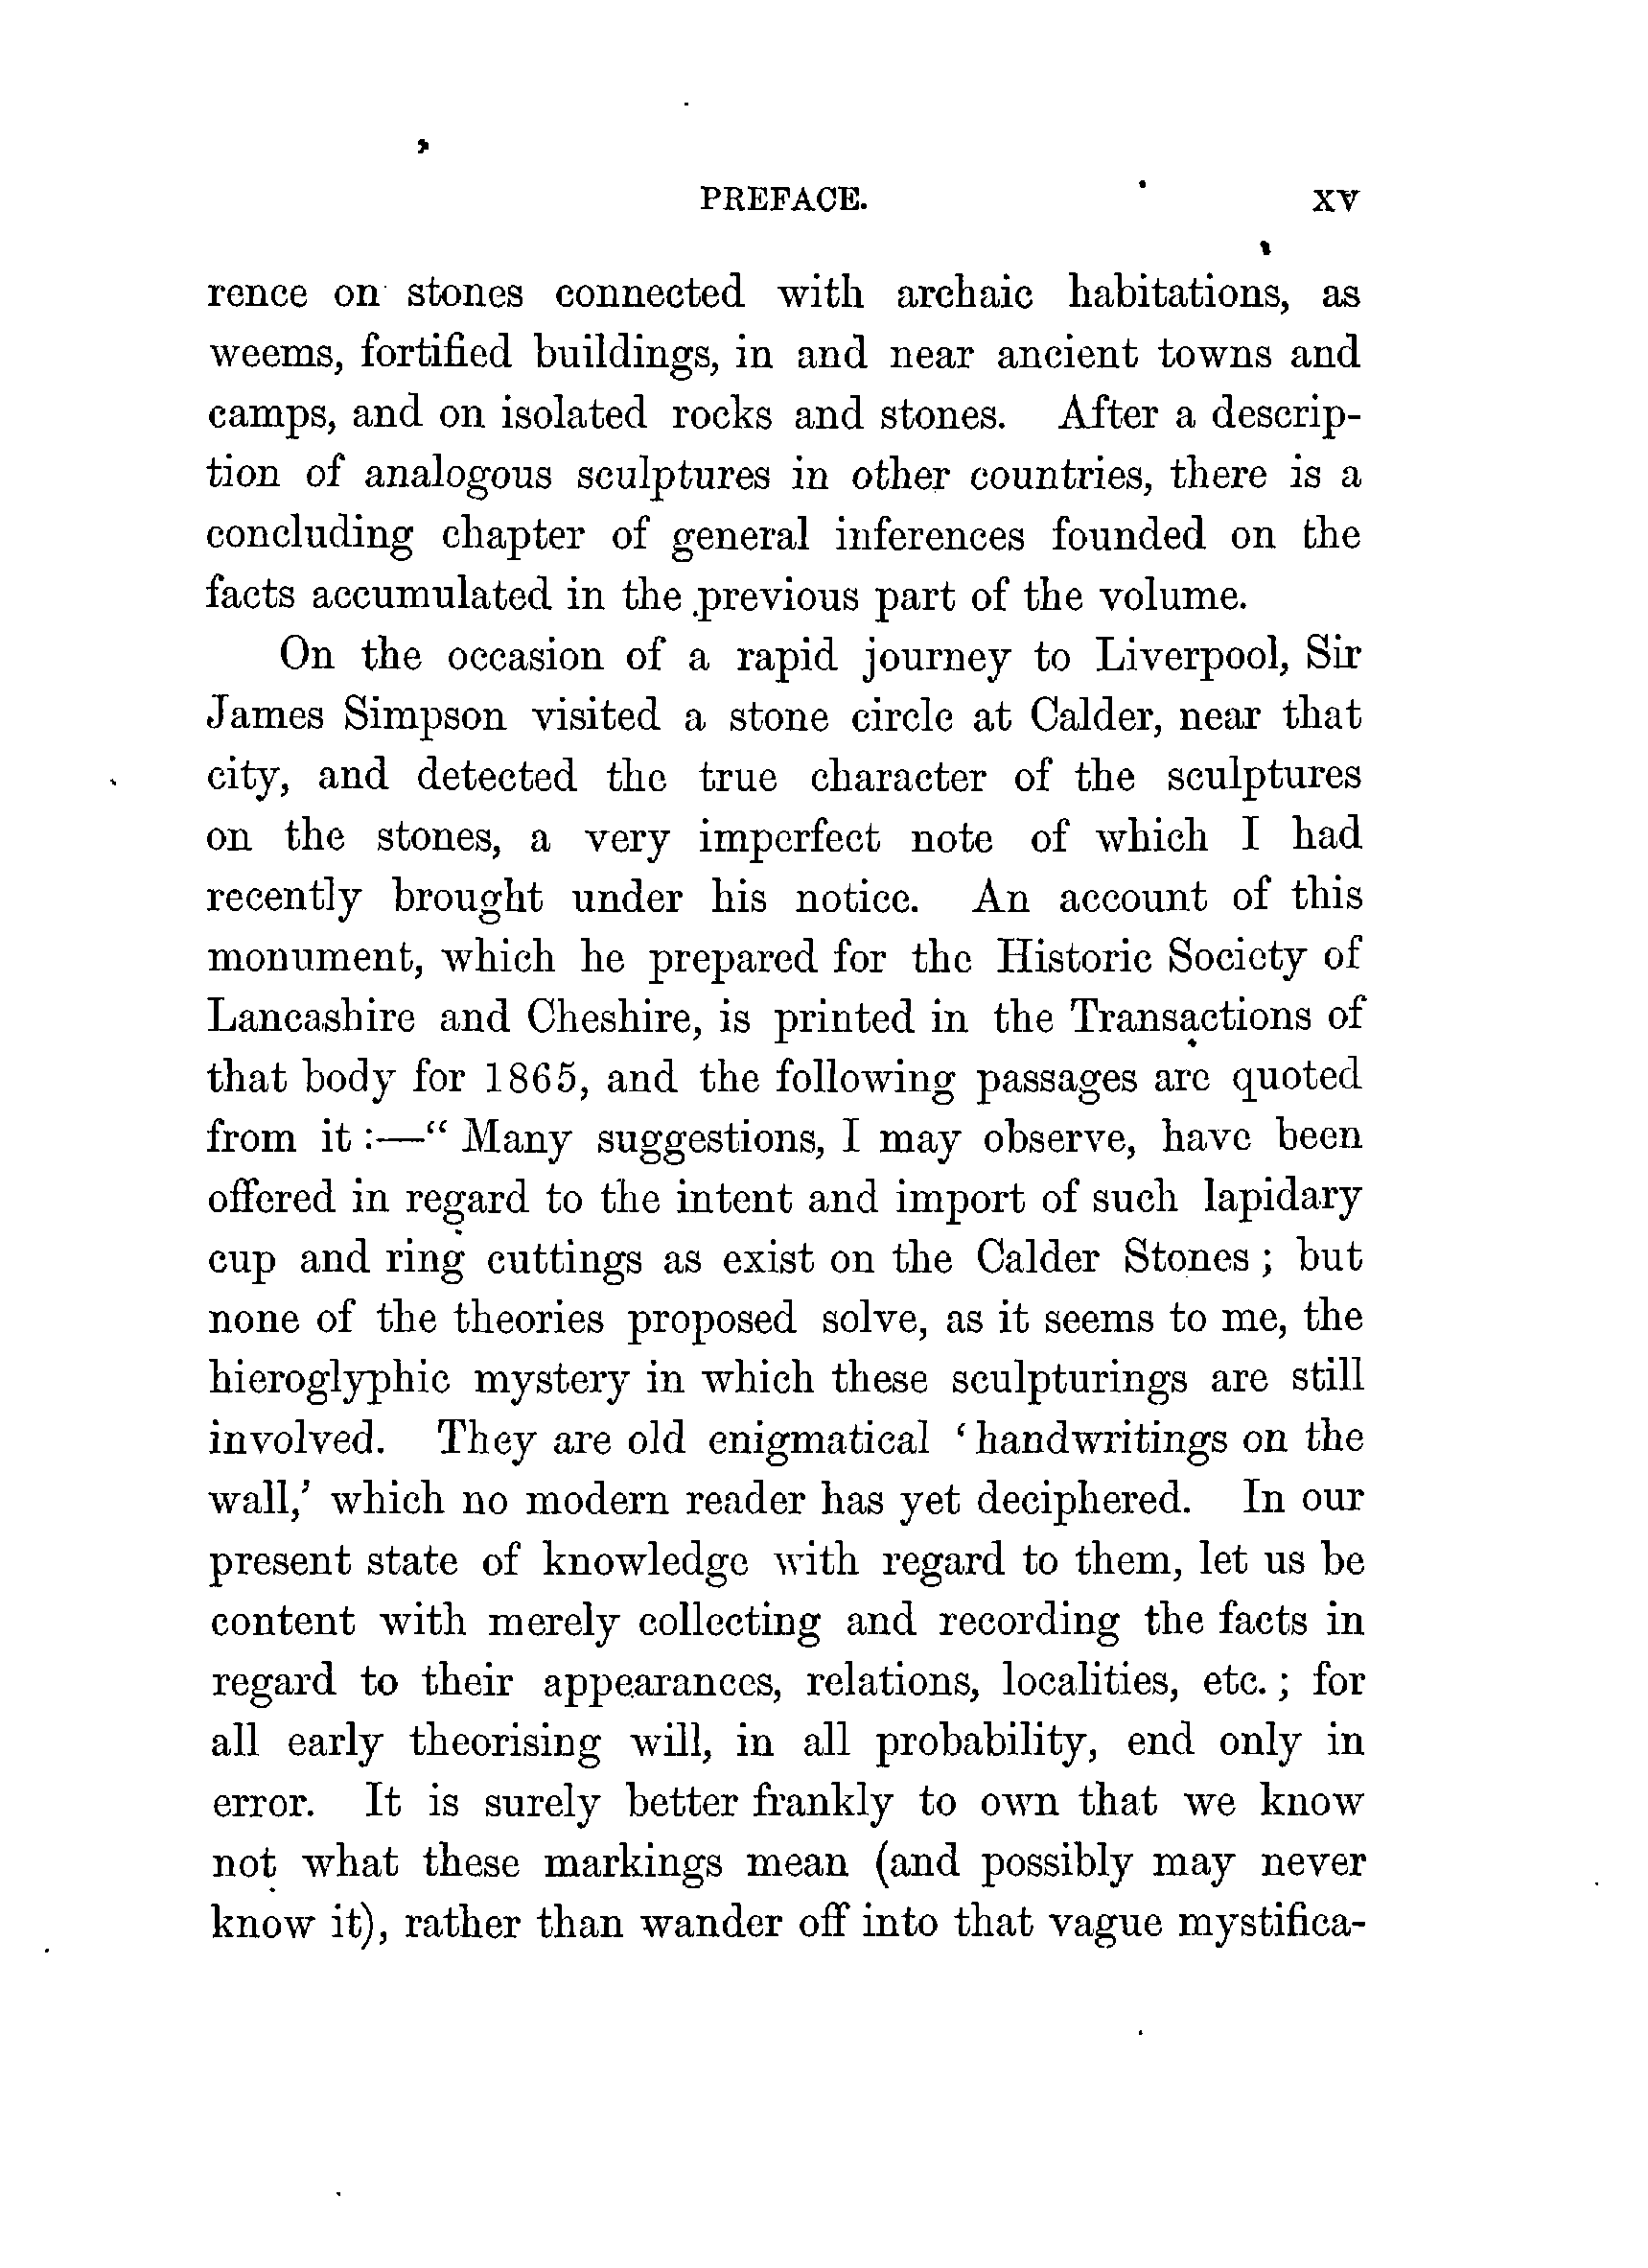 PREFACE. XV
rence on stones connected with archaic habitations, as
weems, fortified buildings, in and near ancient towns and
camps, and on isolated rocks and stones. After a descrip-
tion of analogous sculptures in other countries, there is a
concluding chapter of general inferences founded on the
facts accumulated in the previous part of the volume.
On the occasion of a rapid journey to Liverpool, Sir
James Simpson visited a stone circle at Calder, near that
city, and detected the true character of the sculptures
on the stones, a very imperfect note of which I had
recently brought under his notice. An account of this
monument, which he prepared for the Historic Society of
Lancashire and Cheshire, is printed in the Transactions of
that body for 1865, and the following passages are quoted
from it :—“ Many suggestions, I may observe, have been
offered in regard to the intent and import of such lapidary
cup and ring cuttings as exist on the Calder Stones ; but
none of the theories proposed solve, as it seems to me, the
hieroglyphic mystery in which these sculpturings are still
involved. They are old enigmatical ‘ handwritings on the
wall,’ which no modern reader has yet deciphered. In our
present state of knowledge with regard to them, let us be
content with merely collecting and recording the facts in
regard to their appearances, relations, localities, etc. ; for
all early theorising will, in all probability, end only in
error. It is surely better frankly to own that we know
not what these markings mean (and possibly may never
know it), rather than wander off into that vague mystifica-